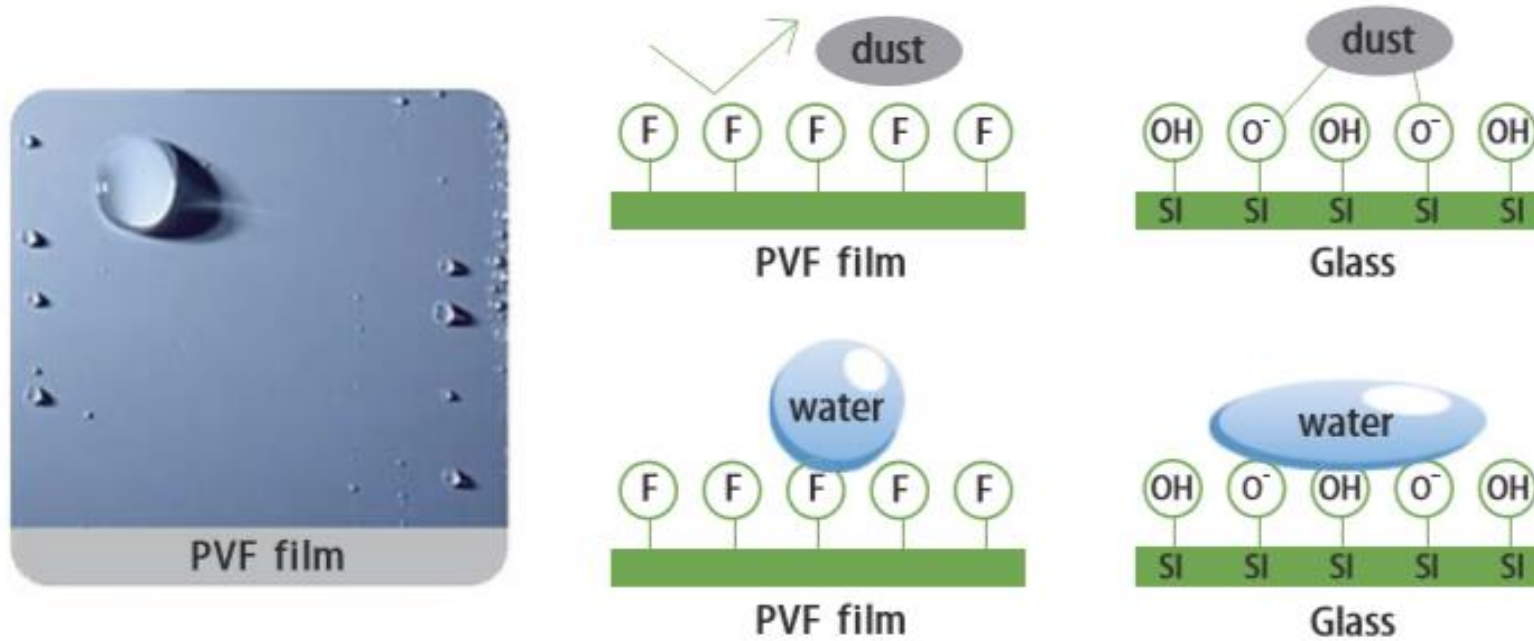 PVF film
dust
F F F F F
PVF film
dust
OH O⁻ OH O⁻ OH
SI SI SI SI SI
Glass
water
F F F F F
PVF film
water
OH O⁻ OH O⁻ OH
SI SI SI SI SI
Glass